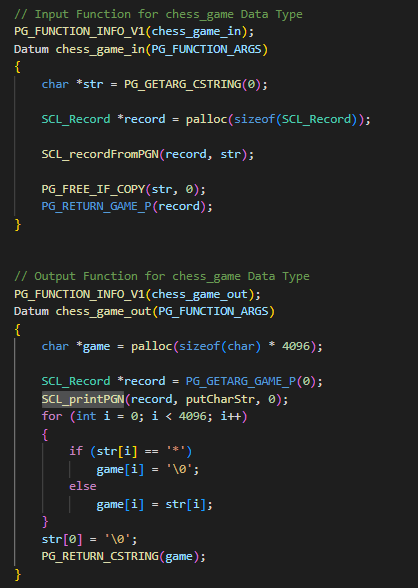 // Input Function for chess_game Data Type
PG_FUNCTION_INFO_V1(chess_game_in);
Datum chess_game_in(PG_FUNCTION_ARGS)
{
    char *str = PG_GETARG_CSTRING(0);

    SCL_Record *record = palloc(sizeof(SCL_Record));

    SCL_recordFromPGN(record, str);

    PG_FREE_IF_COPY(str, 0);
    PG_RETURN_GAME_P(record);
}

// Output Function for chess_game Data Type
PG_FUNCTION_INFO_V1(chess_game_out);
Datum chess_game_out(PG_FUNCTION_ARGS)
{
    char *game = palloc(sizeof(char) * 4096);

    SCL_Record *record = PG_GETARG_GAME_P(0);
    SCL_printPGN(record, putCharStr, 0);
    for (int i = 0; i < 4096; i++)
    {
        if (str[i] == '*')
            game[i] = '\0';
        else
            game[i] = str[i];
    }
    str[0] = '\0';
    PG_RETURN_CSTRING(game);
}